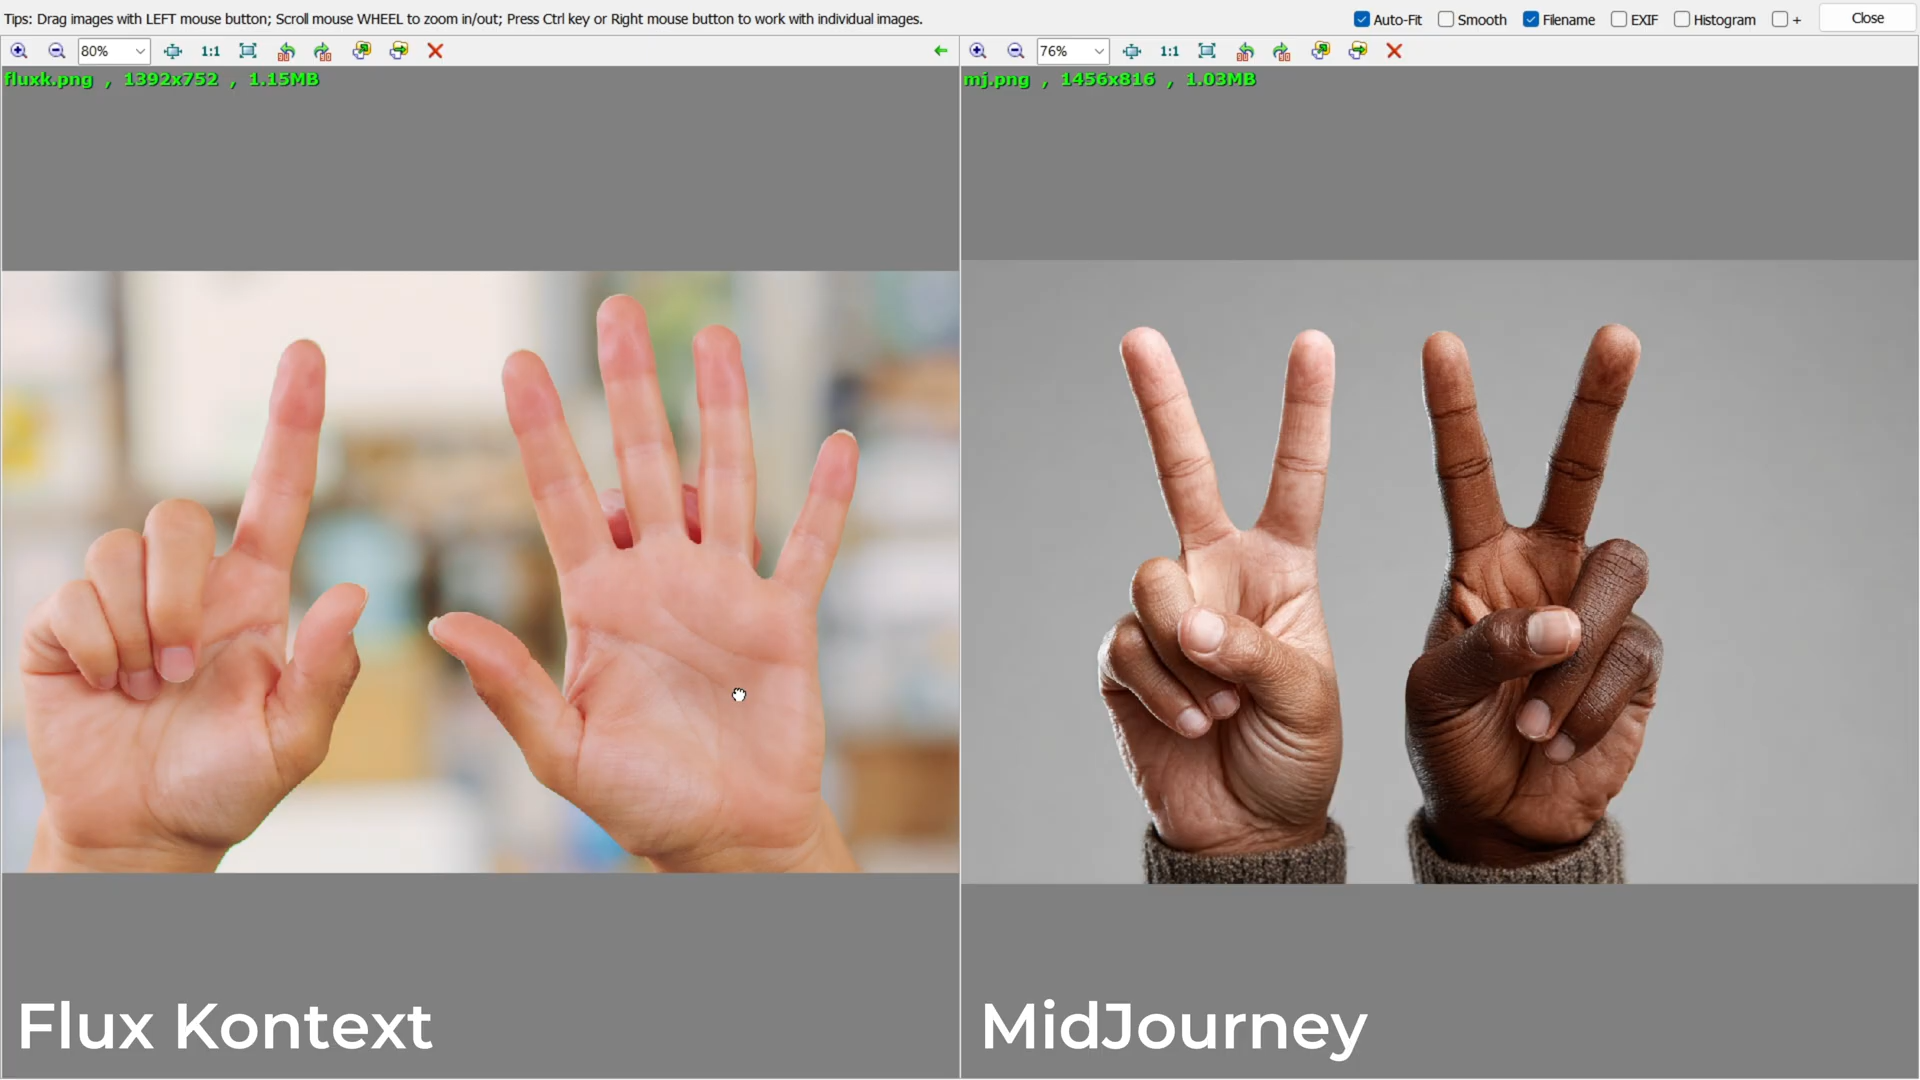 Tips: Drag images with LEFT mouse button; Scroll mouse WHEEL to zoom in/out; Press Ctrl key or Right mouse button to work with individual images.
Auto-Fit Smooth Filename EXIF Histogram + Close
80% 1:1
76% 1:1
fluxk.png , 1392x752 , 1.15MB
mj.png , 1456x816 , 1.03MB
Flux Kontext
MidJourney